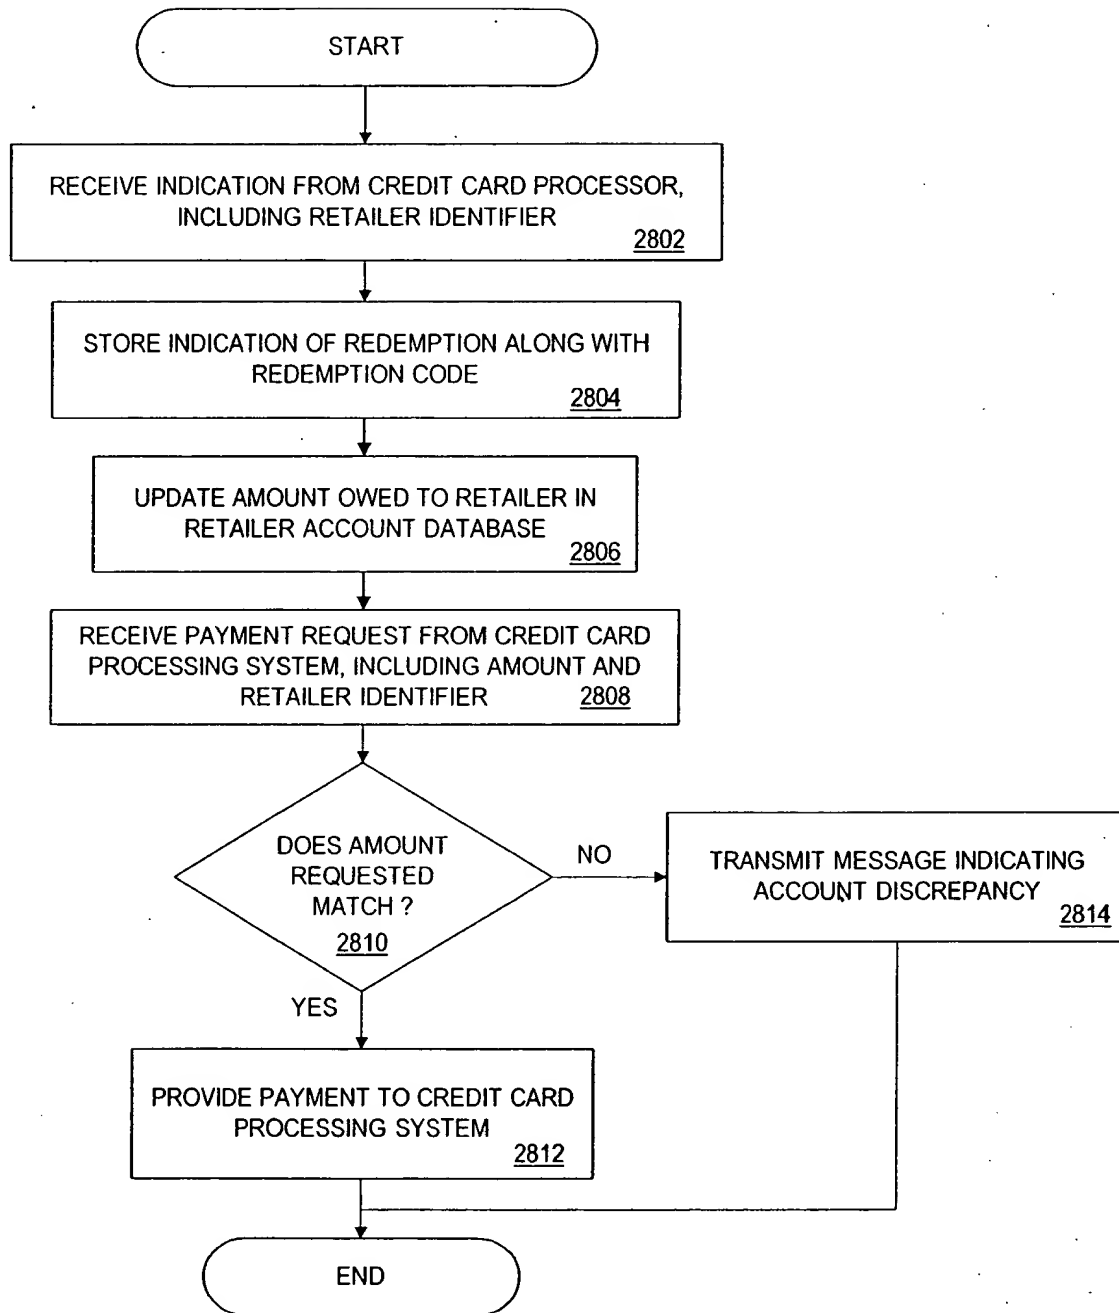 START
RECEIVE INDICATION FROM CREDIT CARD PROCESSOR,
INCLUDING RETAILER IDENTIFIER
2802
STORE INDICATION OF REDEMPTION ALONG WITH
REDEMPTION CODE
2804
UPDATE AMOUNT OWED TO RETAILER IN
RETAILER ACCOUNT DATABASE
2806
RECEIVE PAYMENT REQUEST FROM CREDIT CARD
PROCESSING SYSTEM, INCLUDING AMOUNT AND
RETAILER IDENTIFIER 2808
DOES AMOUNT
REQUESTED
MATCH ?
2810
NO
TRANSMIT MESSAGE INDICATING
ACCOUNT DISCREPANCY
2814
YES
PROVIDE PAYMENT TO CREDIT CARD
PROCESSING SYSTEM
2812
END